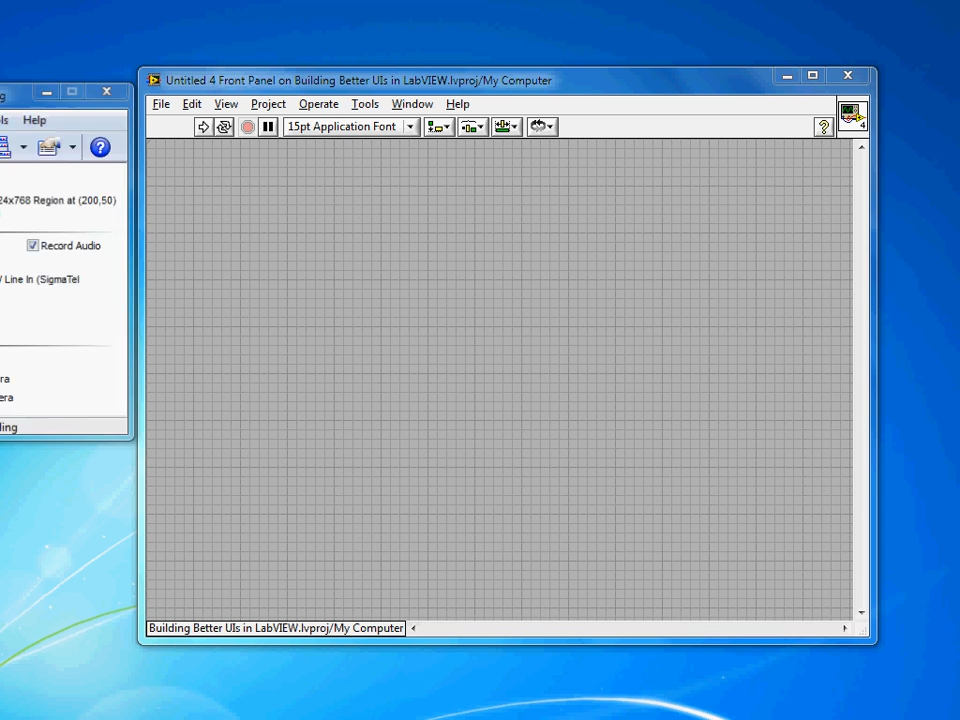 Untitled 4 Front Panel on Building Better UIs in LabVIEW.lvproj/My Computer
File Edit View Project Operate Tools Window Help
15pt Application Font
?
4
g
ls Help
?
24x768 Region at (200,50)
Record Audio
/ Line In (SigmaTel
ra
era
ling
Building Better UIs in LabVIEW.lvproj/My Computer